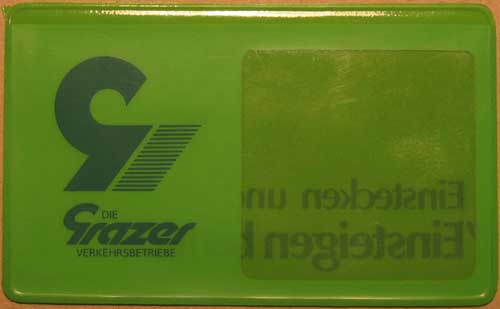 DIE
Grazer
VERKEHRSBETRIEBE
Einstecken und
Einsteigen